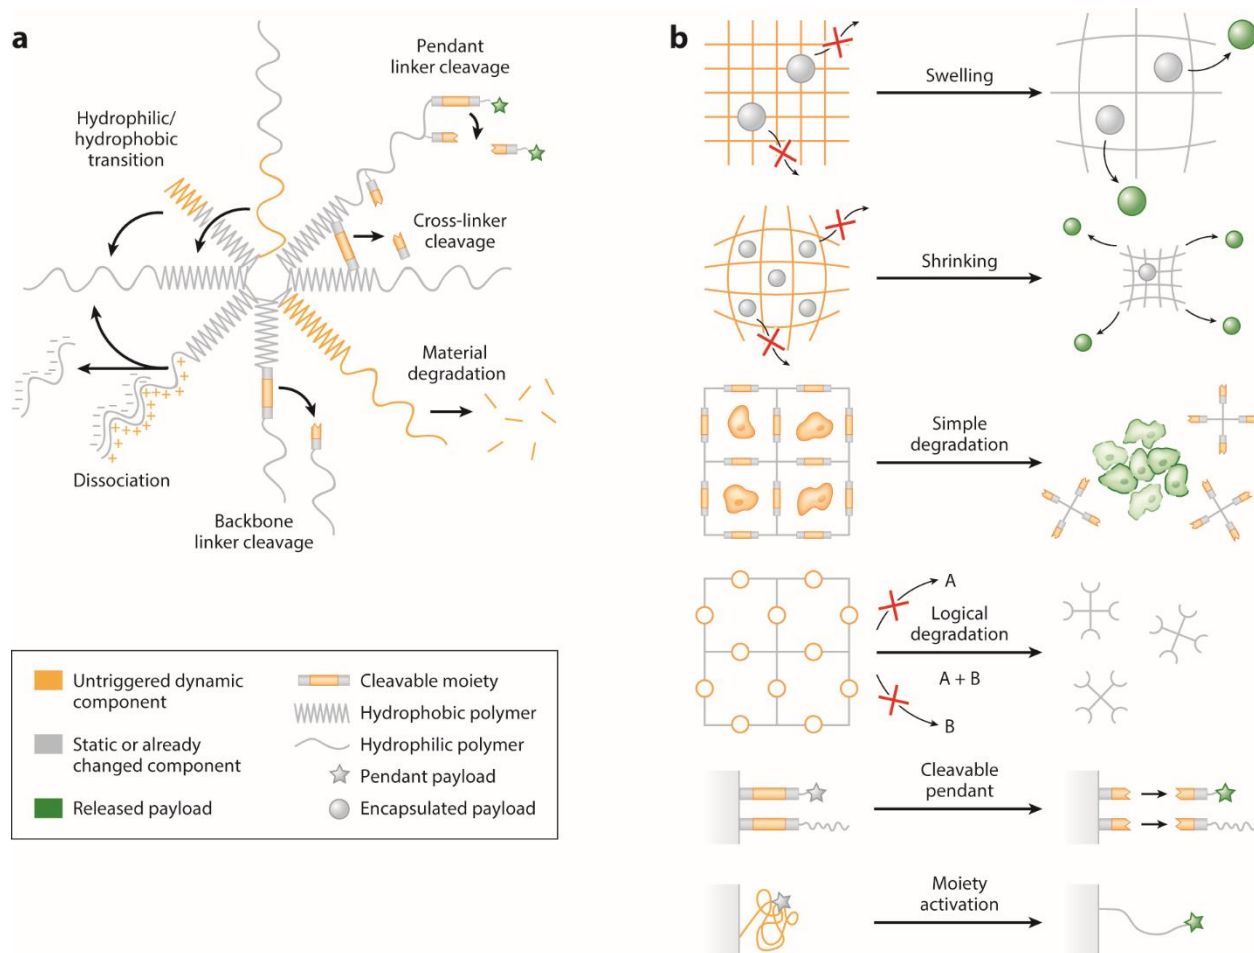 a
Pendant
linker cleavage
Hydrophilic/
hydrophobic
transition
Cross-linker
cleavage
Material
degradation
Dissociation
Backbone
linker cleavage
Untriggered dynamic
component
Static or already
changed component
Released payload
Cleavable moiety
Hydrophobic polymer
Hydrophilic polymer
Pendant payload
Encapsulated payload
b
Swelling
Shrinking
Simple
degradation
A
Logical
degradation
A + B
B
Cleavable
pendant
Moiety
activation